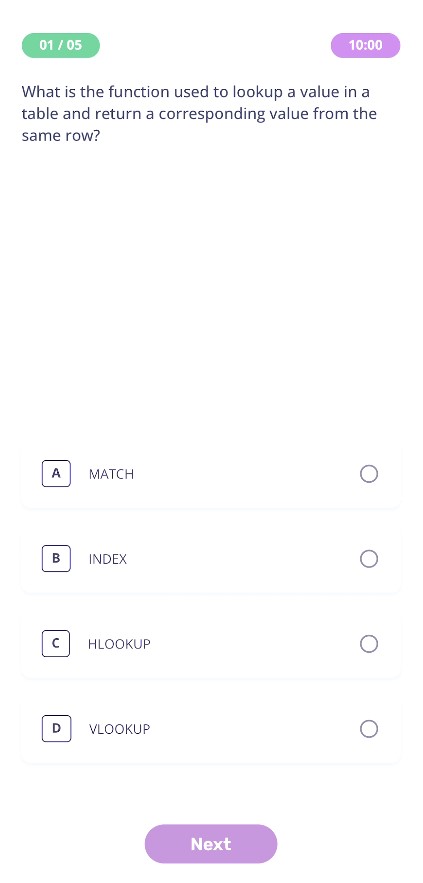 01 / 05
10:00
What is the function used to lookup a value in a
table and return a corresponding value from the
same row?
A MATCH
B INDEX
C HLOOKUP
D VLOOKUP
Next